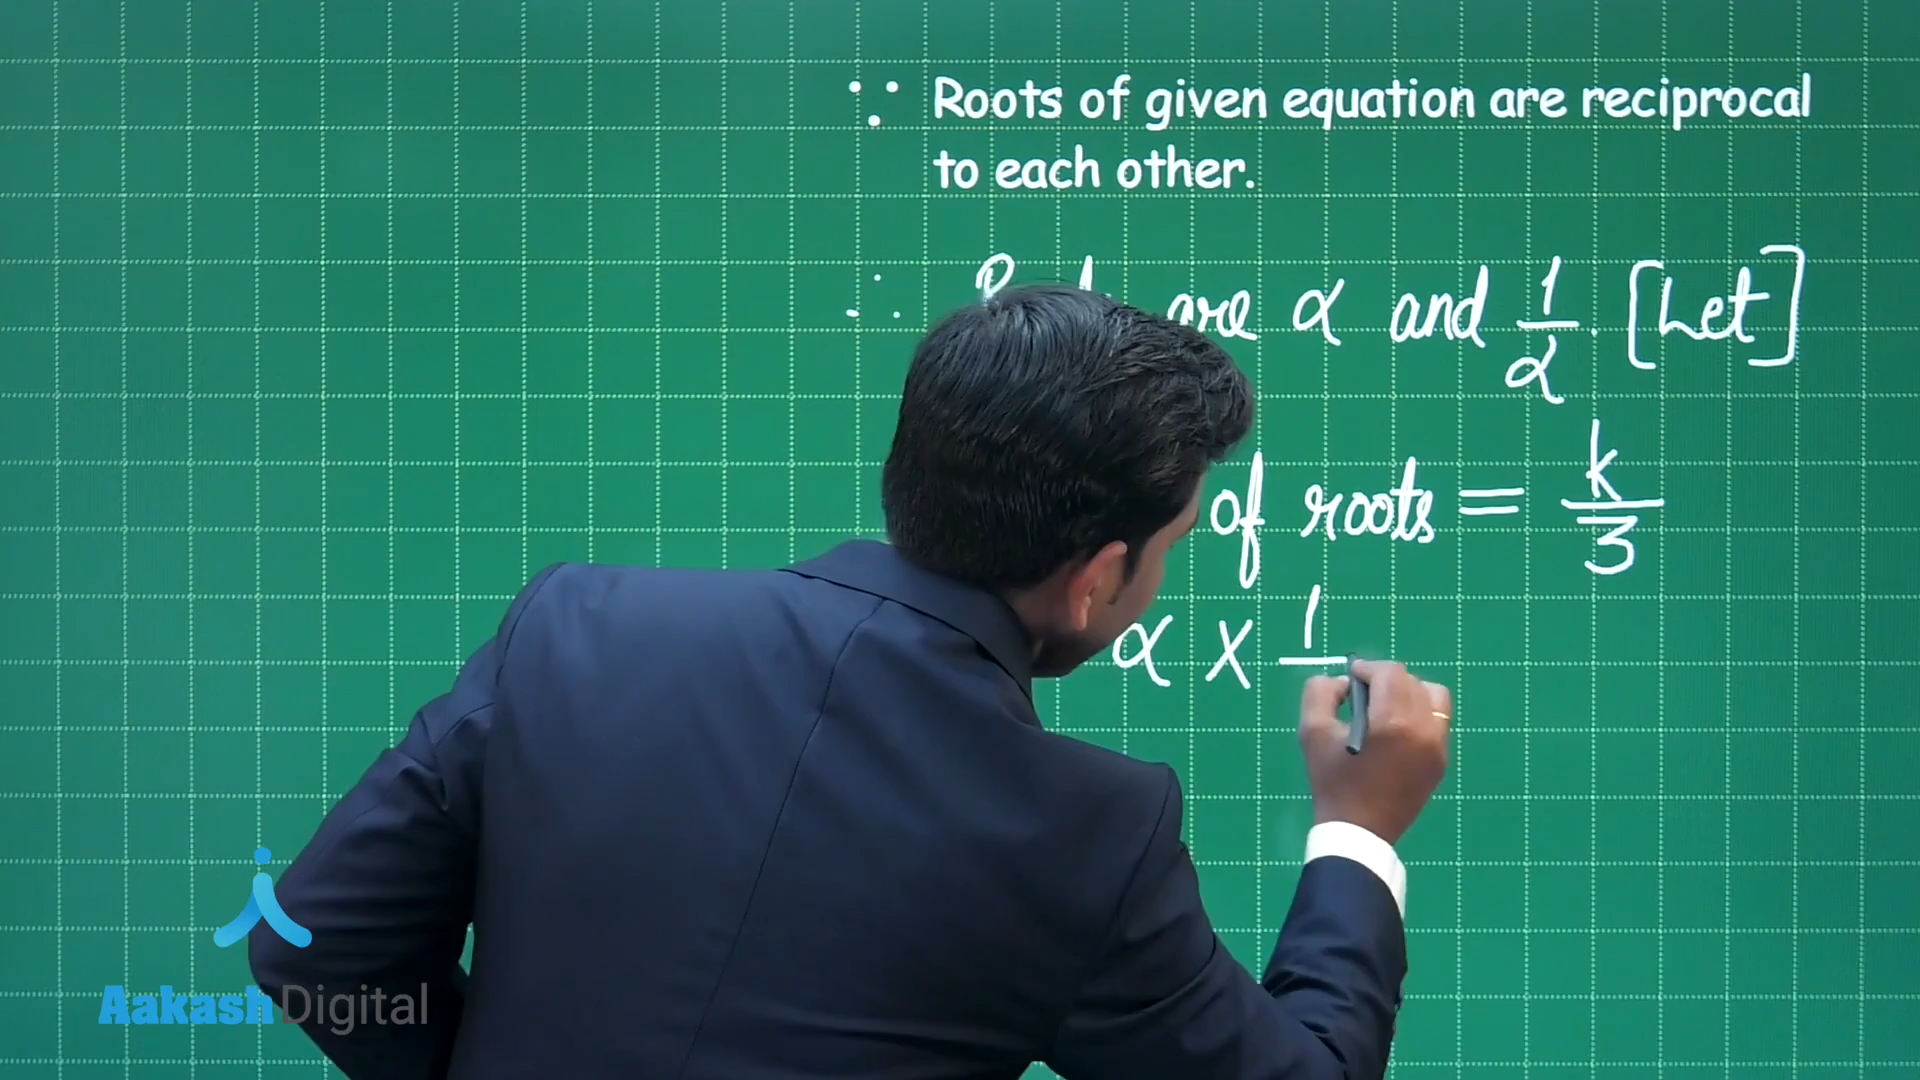 ∵ Roots of given equation are reciprocal
to each other.
∴ are α and 1/α. [Let]
of roots = k/3
α × 1
Aakash Digital